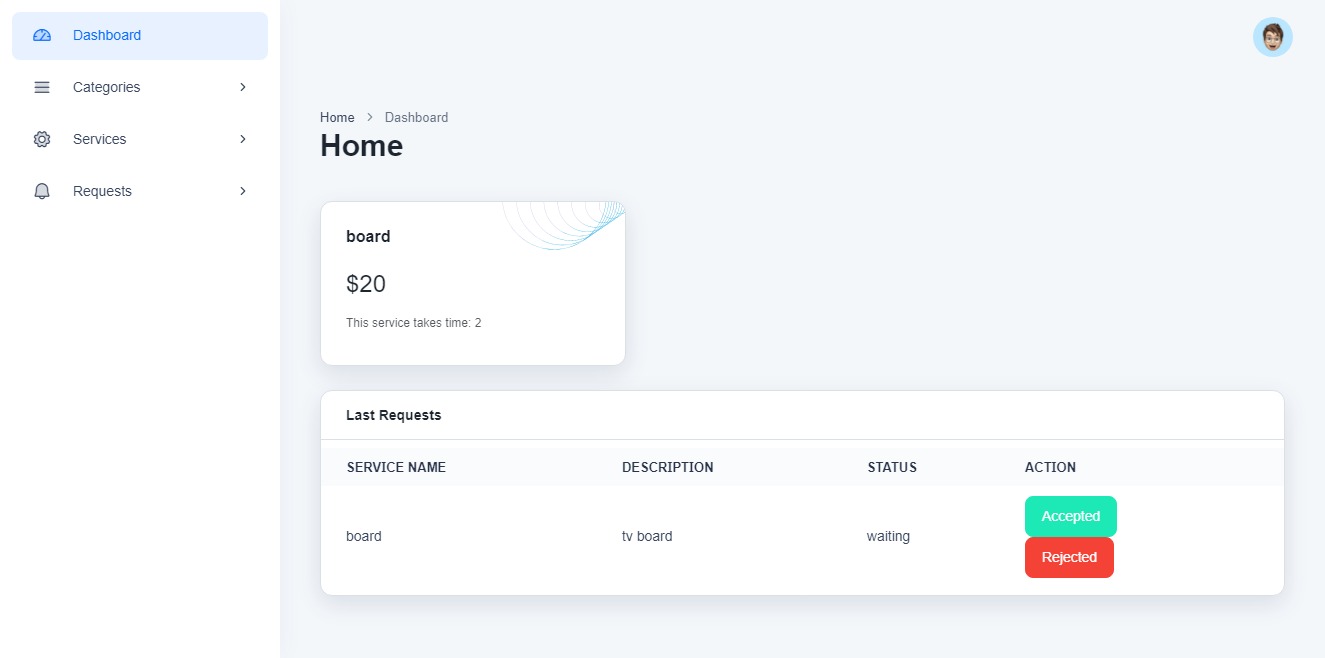 Dashboard
Categories
Services
Requests
Home > Dashboard
Home
board
$20
This service takes time: 2
Last Requests
SERVICE NAME DESCRIPTION STATUS ACTION
board tv board waiting Accepted
Rejected